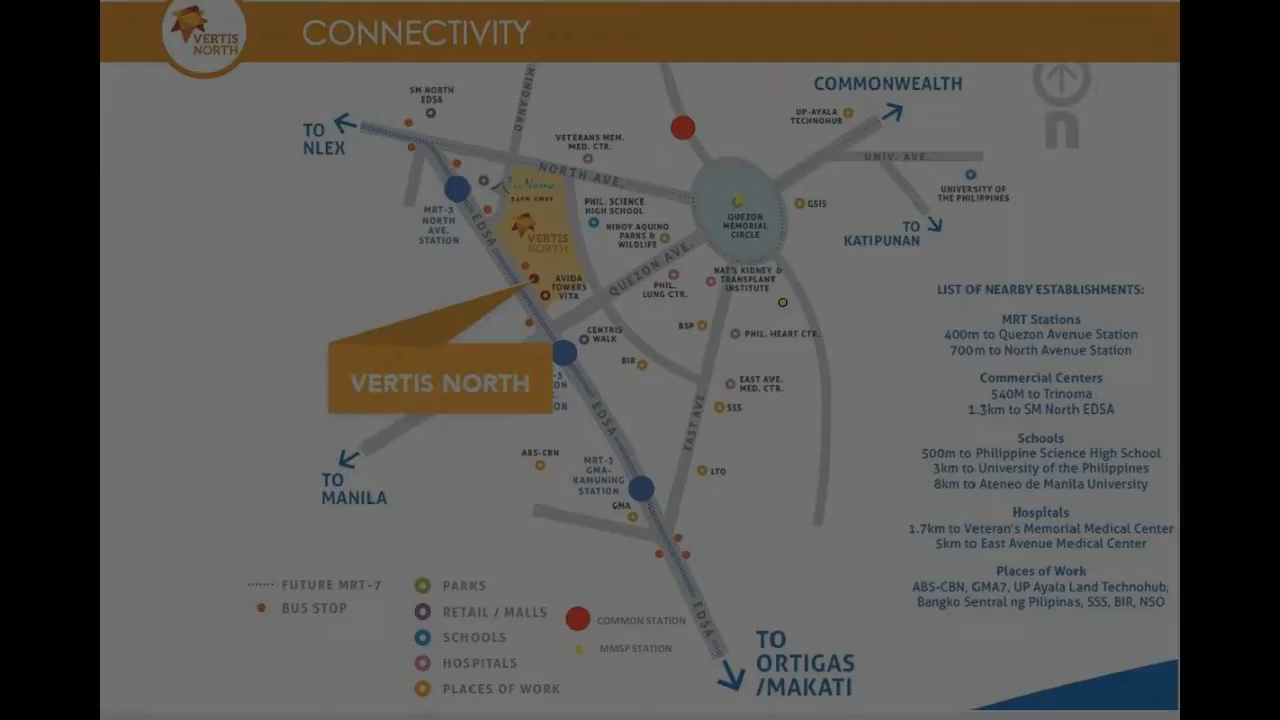 VERTIS
NORTH
CONNECTIVITY
SM NORTH
EDSA
TO
NLEX
MINDANAO
VETERANS MEM.
MED. CTR.
NORTH AVE.
COMMONWEALTH
UP-AYALA
TECHNOHUB
UNIV. AVE.
UNIVERSITY OF
THE PHILIPPINES
TO
KATIPUNAN
GSIS
QUEZON
MEMORIAL
CIRCLE
PHIL. SCIENCE
HIGH SCHOOL
NINOY AQUINO
PARKS &
WILDLIFE
MRT-3
NORTH
AVE.
STATION
EDSA
VERTIS
NORTH
AVIDA
TOWERS
VITA
QUEZON AVE.
PHIL.
LUNG CTR.
NAT'L KIDNEY &
TRANSPLANT
INSTITUTE
BSP
PHIL. HEART CTR.
CENTRIS
WALK
BIR
VERTIS NORTH
EAST AVE.
MED. CTR.
SSS
EAST AVE.
EDSA
ABS-CBN
MRT-3
GMA-
KAMUNING
STATION
LTO
GMA
TO
MANILA
EDSA
TO
ORTIGAS
/MAKATI
LIST OF NEARBY ESTABLISHMENTS:
MRT Stations
400m to Quezon Avenue Station
700m to North Avenue Station
Commercial Centers
540M to Trinoma
1.3km to SM North EDSA
Schools
500m to Philippine Science High School
3km to University of the Philippines
8km to Ateneo de Manila University
Hospitals
1.7km to Veteran's Memorial Medical Center
5km to East Avenue Medical Center
Places of Work
ABS-CBN, GMA7, UP Ayala Land Technohub,
Bangko Sentral ng Pilipinas, SSS, BIR, NSO
FUTURE MRT-7
BUS STOP
PARKS
RETAIL / MALLS
SCHOOLS
HOSPITALS
PLACES OF WORK
COMMON STATION
MMSP STATION
n